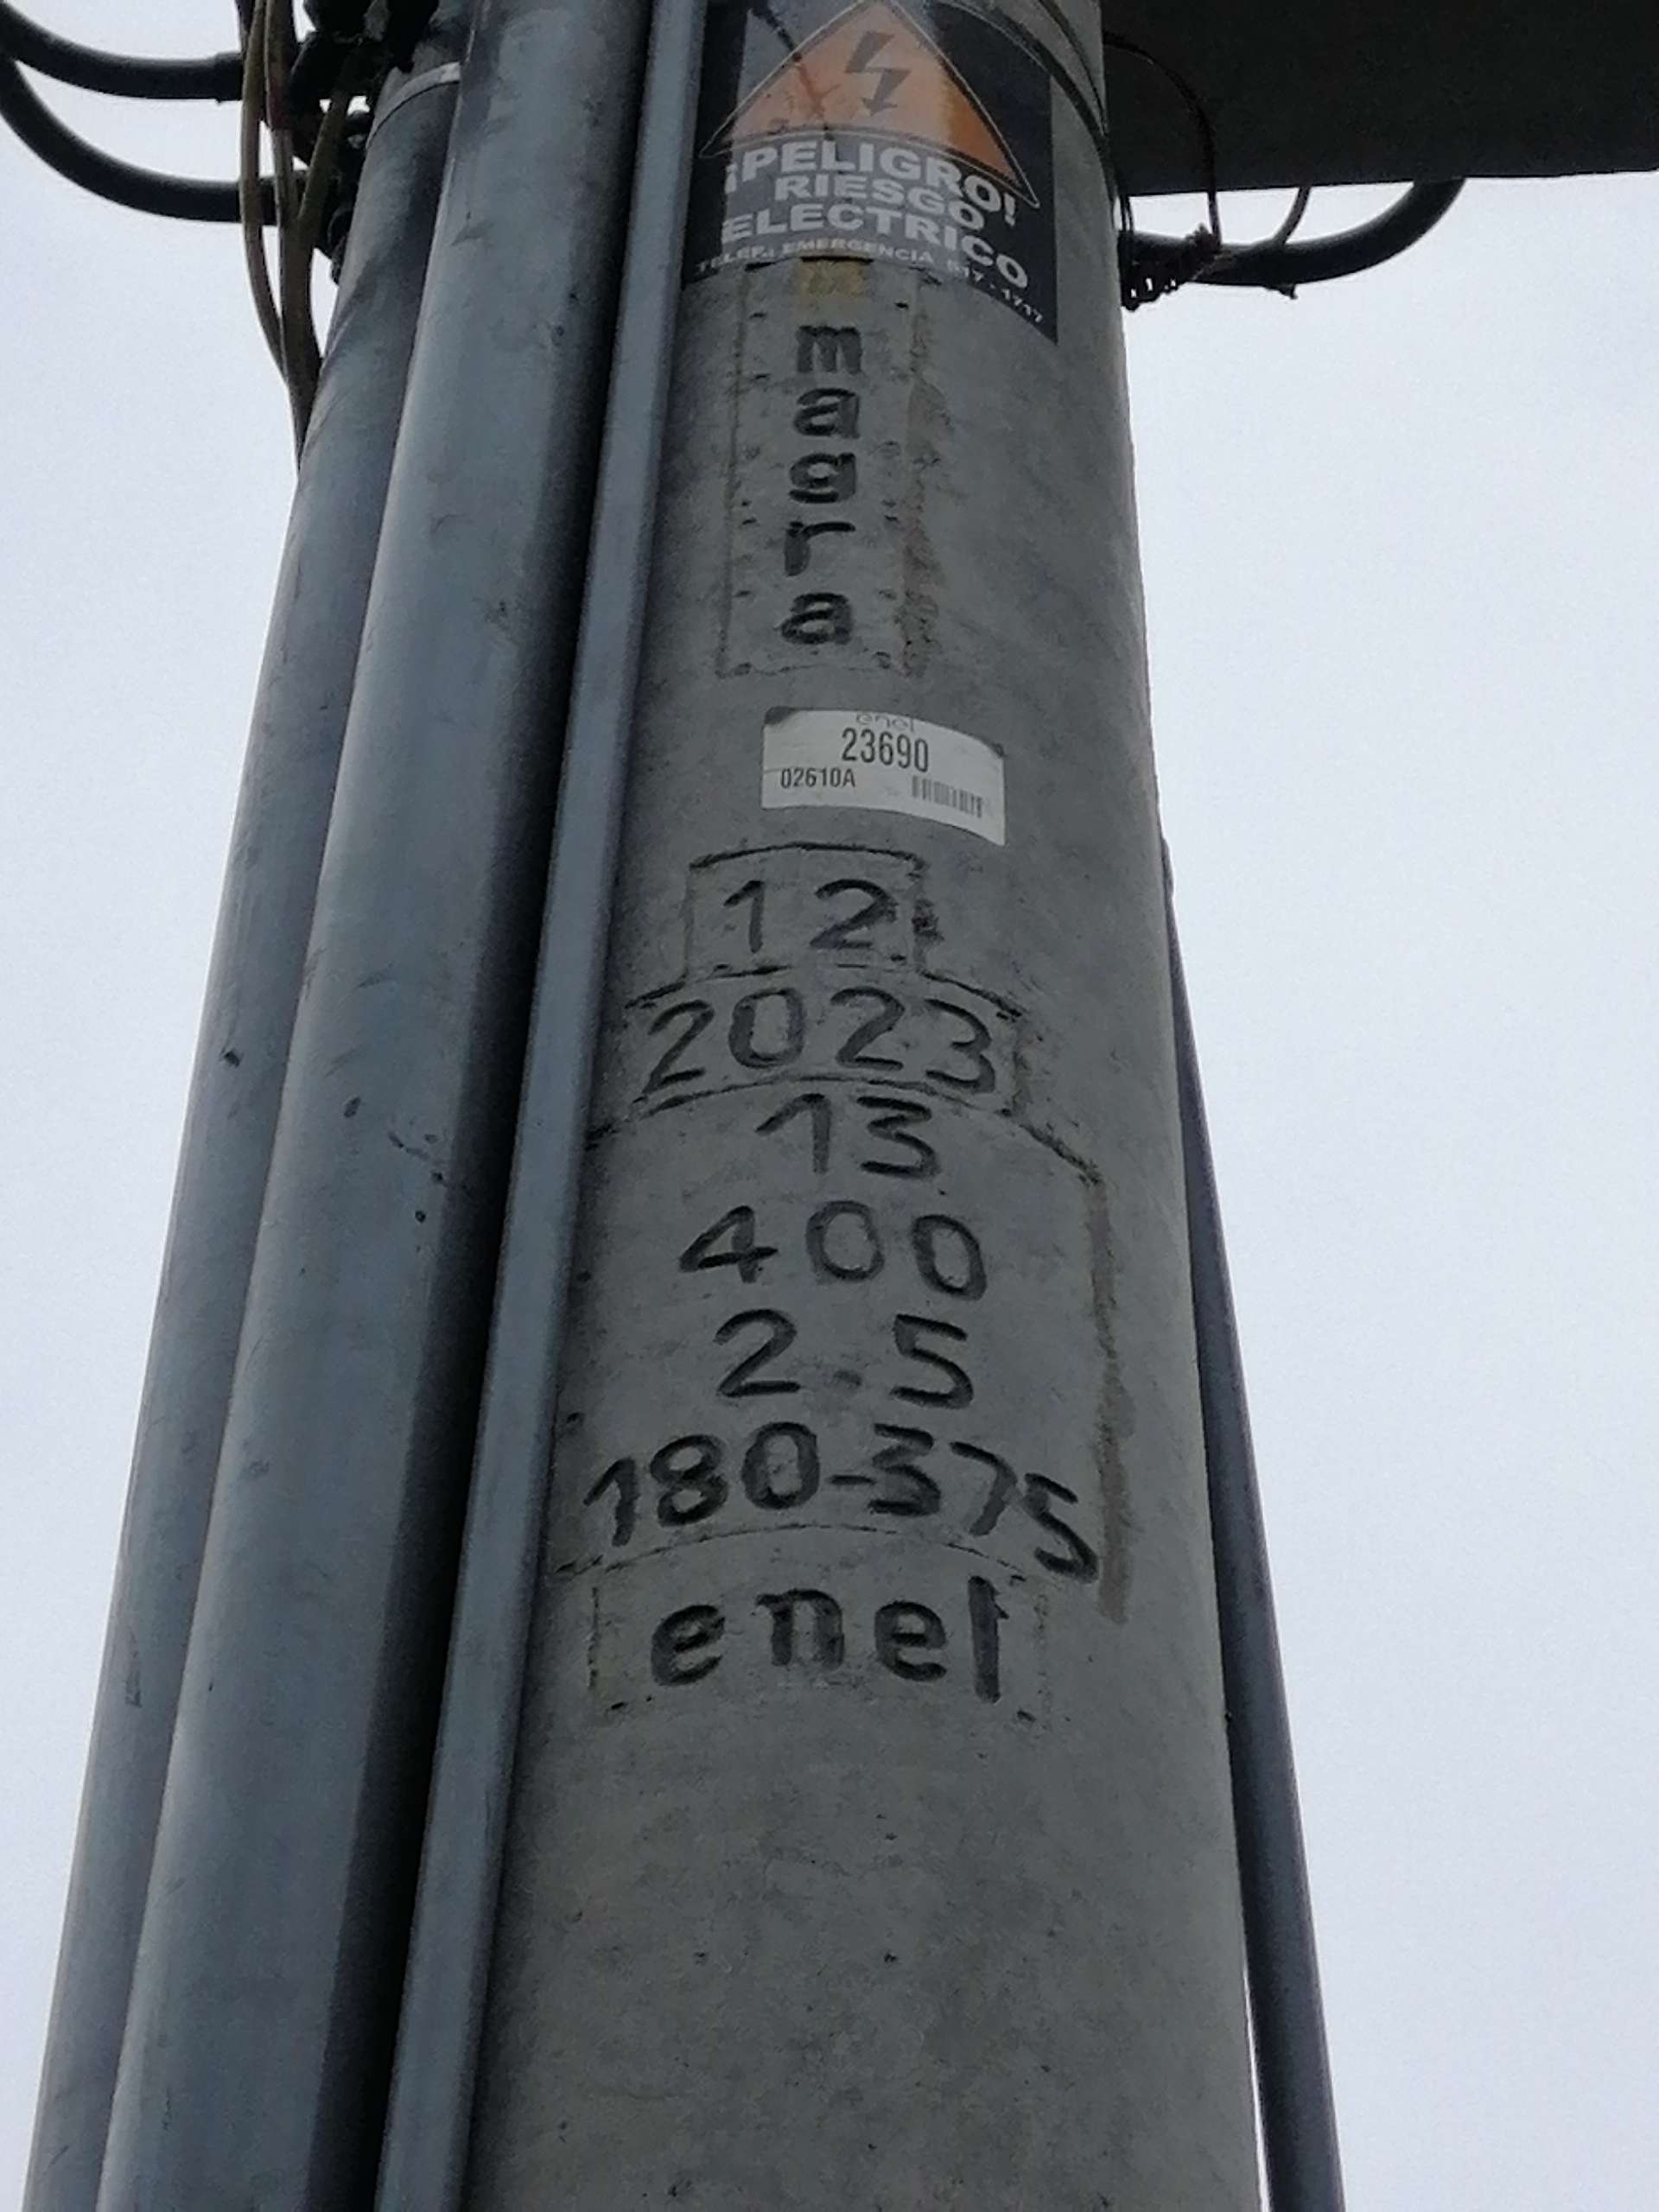 ¡PELIGRO!
RIESGO
ELECTRICO
TELEF.: EMERGENCIA 517-1717
magra
enel
23690
02610A
12
2023
13
400
2.5
180-375
enel